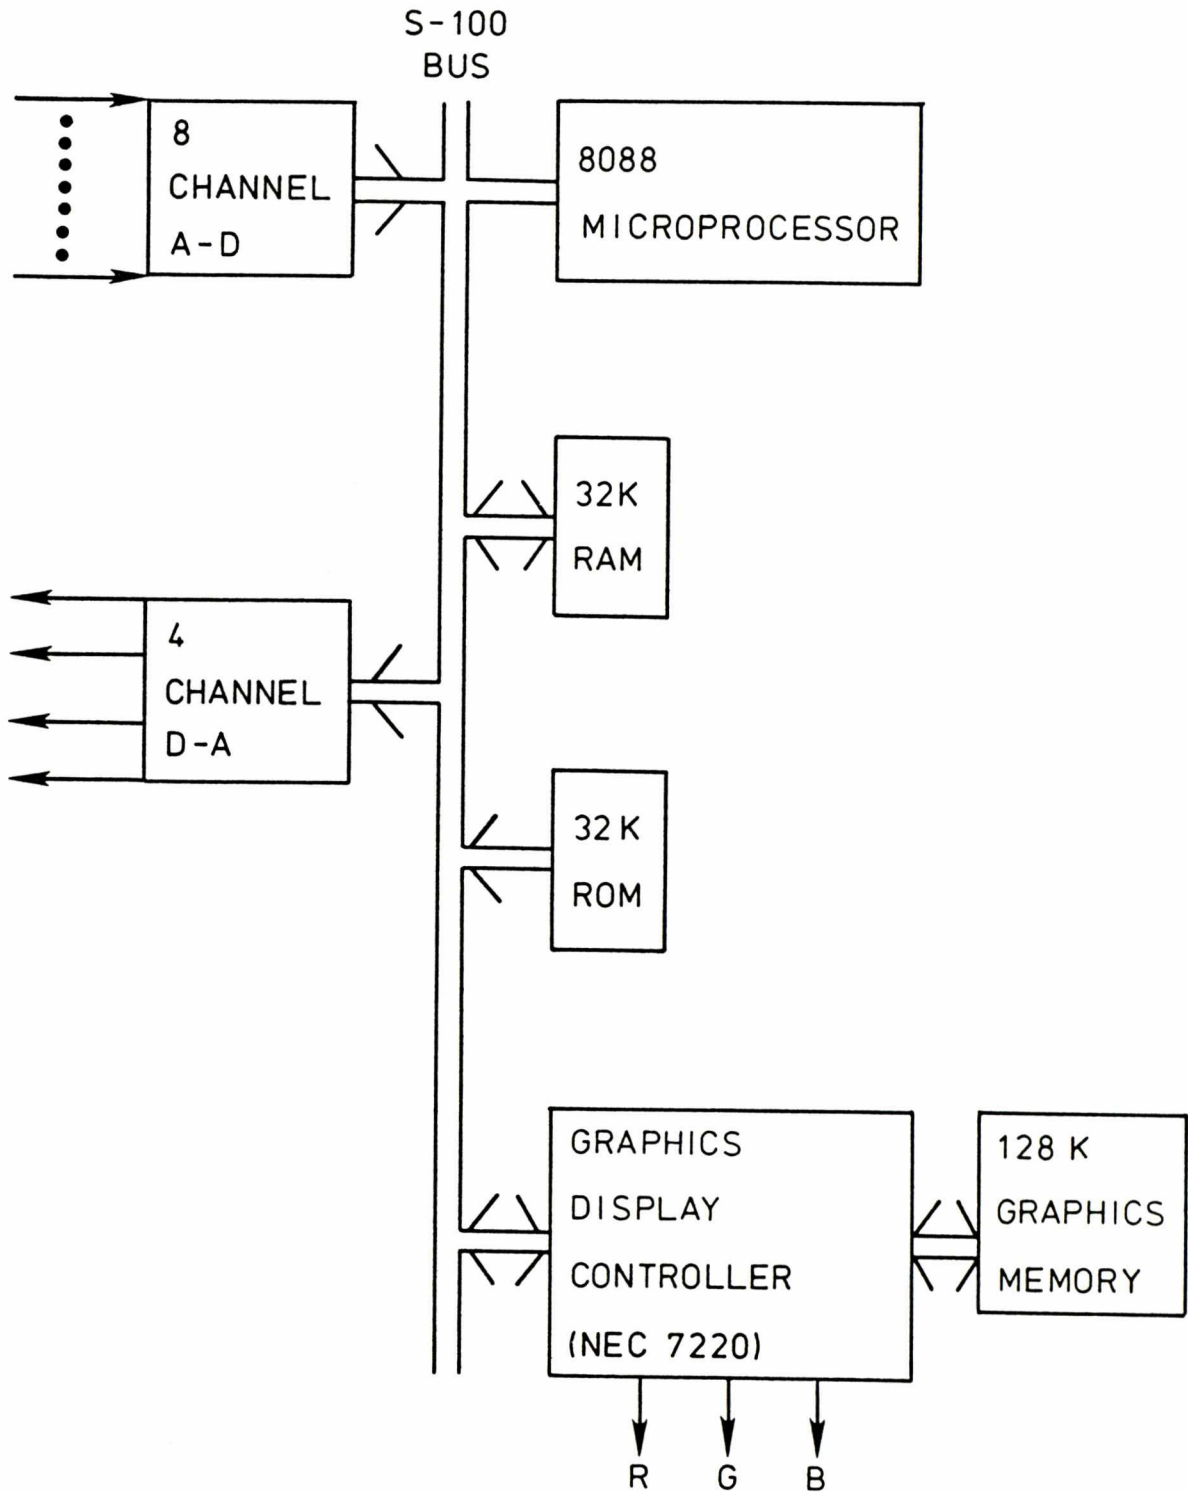 S-100
BUS
8
CHANNEL
A-D
8088
MICROPROCESSOR
32K
RAM
4
CHANNEL
D-A
32K
ROM
GRAPHICS
DISPLAY
CONTROLLER
(NEC 7220)
128 K
GRAPHICS
MEMORY
R G B